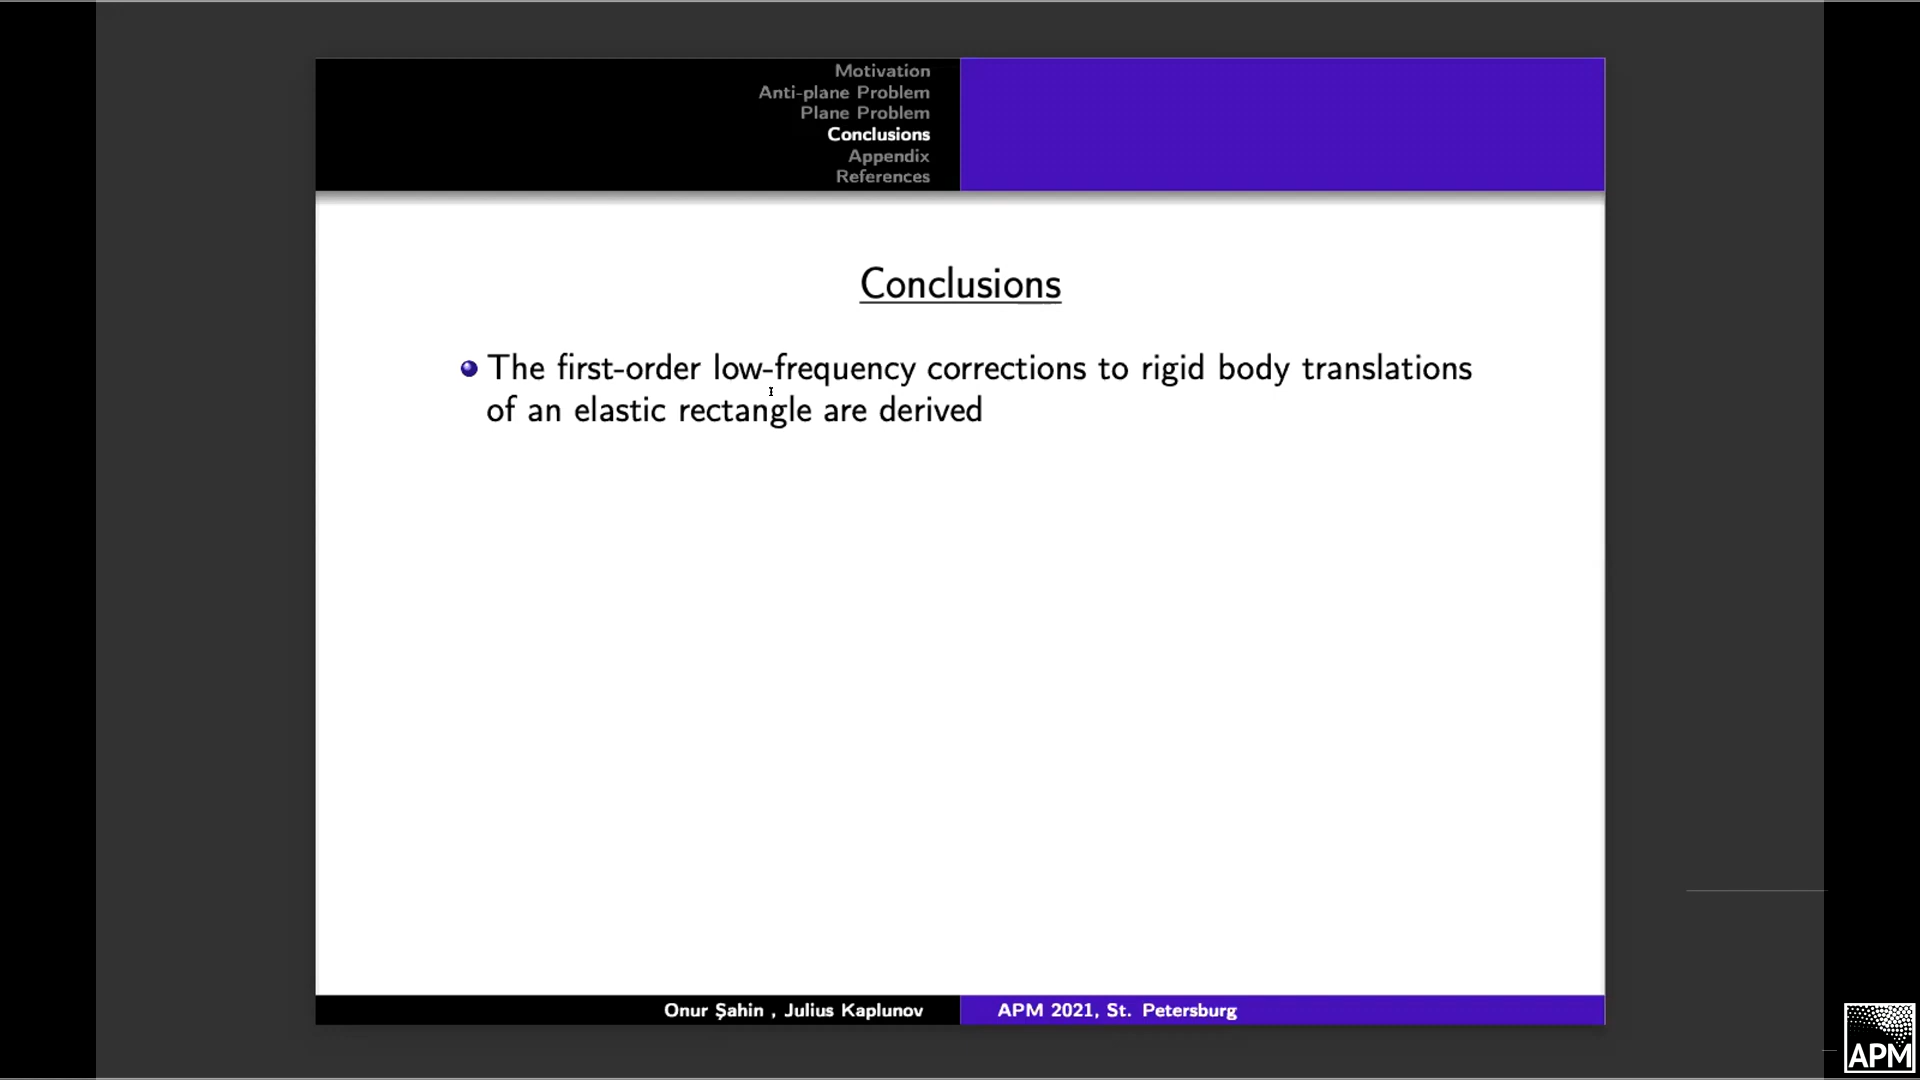 Motivation
Anti-plane Problem
Plane Problem
Conclusions
Appendix
References
Conclusions
The first-order low-frequency corrections to rigid body translations
of an elastic rectangle are derived
Onur Şahin , Julius Kaplunov
APM 2021, St. Petersburg
APM